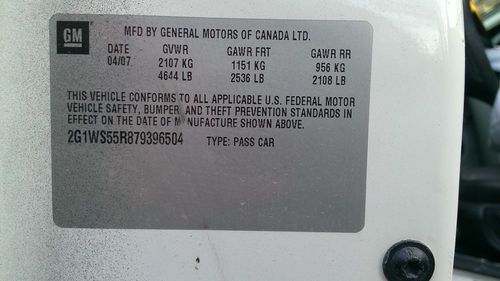 GM
MFD BY GENERAL MOTORS OF CANADA LTD.
DATE GVWR GAWR FRT GAWR RR
04/07 2107 KG 1151 KG 956 KG
4644 LB 2536 LB 2108 LB
THIS VEHICLE CONFORMS TO ALL APPLICABLE U.S. FEDERAL MOTOR
VEHICLE SAFETY, BUMPER, AND THEFT PREVENTION STANDARDS IN
EFFECT ON THE DATE OF MANUFACTURE SHOWN ABOVE.
2G1WS55R879396504 TYPE: PASS CAR